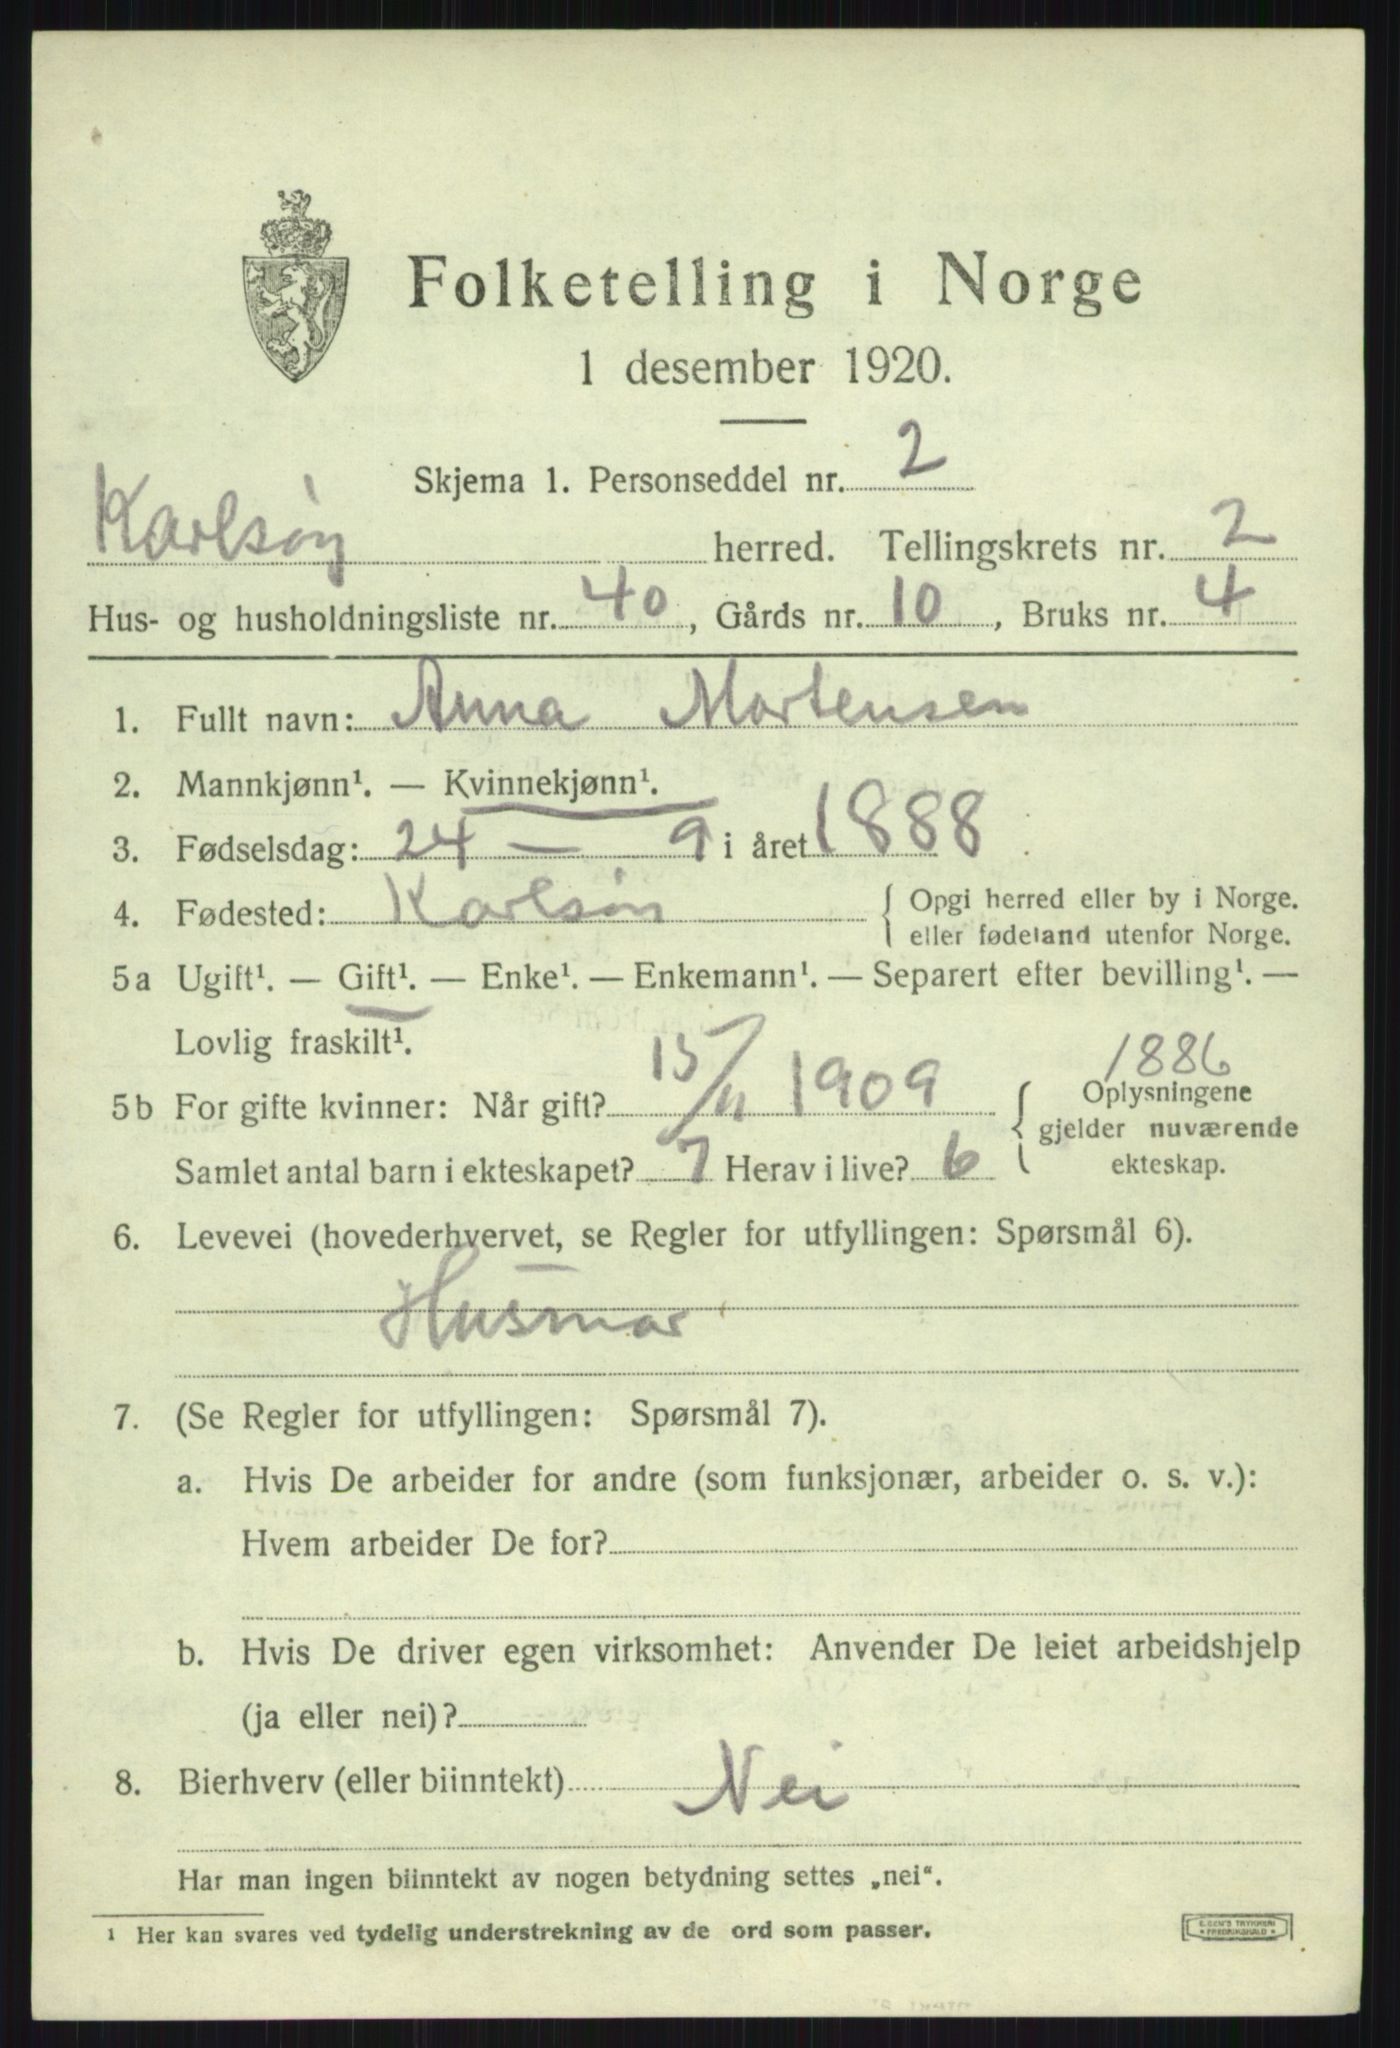 Folketelling i Norge
1 desember 1920.
Skjema 1. Personseddel nr. 2
Karlsøy herred. Tellingskrets nr. 2
Hus- og husholdningsliste nr. 40, Gårds nr. 10, Bruks nr. 4
1. Fullt navn: Anna Mortensen
2. Mannkjønn¹. — Kvinnekjønn¹.
3. Fødselsdag: 24 — 9 i året 1888
4. Fødested: Karlsøn { Opgi herred eller by i Norge.
eller fødeland utenfor Norge.
5a Ugift¹. — Gift¹. — Enke¹. — Enkemann¹. — Separert efter bevilling¹. —
Lovlig fraskilt¹.
1886
5b For gifte kvinner: Når gift? 15/11 1909 { Oplysningene
gjelder nuværende
Samlet antal barn i ekteskapet? 7 Herav i live? 6 ekteskap.
6. Levevei (hovederhvervet, se Regler for utfyllingen: Spørsmål 6).
Husmor
7. (Se Regler for utfyllingen: Spørsmål 7).
a. Hvis De arbeider for andre (som funksjonær, arbeider o. s. v.):
Hvem arbeider De for?
b. Hvis De driver egen virksomhet: Anvender De leiet arbeidshjelp
(ja eller nei)?
8. Bierhverv (eller biinntekt) Nei
Har man ingen biinntekt av nogen betydning settes „nei“.
¹ Her kan svares ved tydelig understrekning av de ord som passer.
E. SEM'S TRYKKERI
* FREDRIKSHALD *